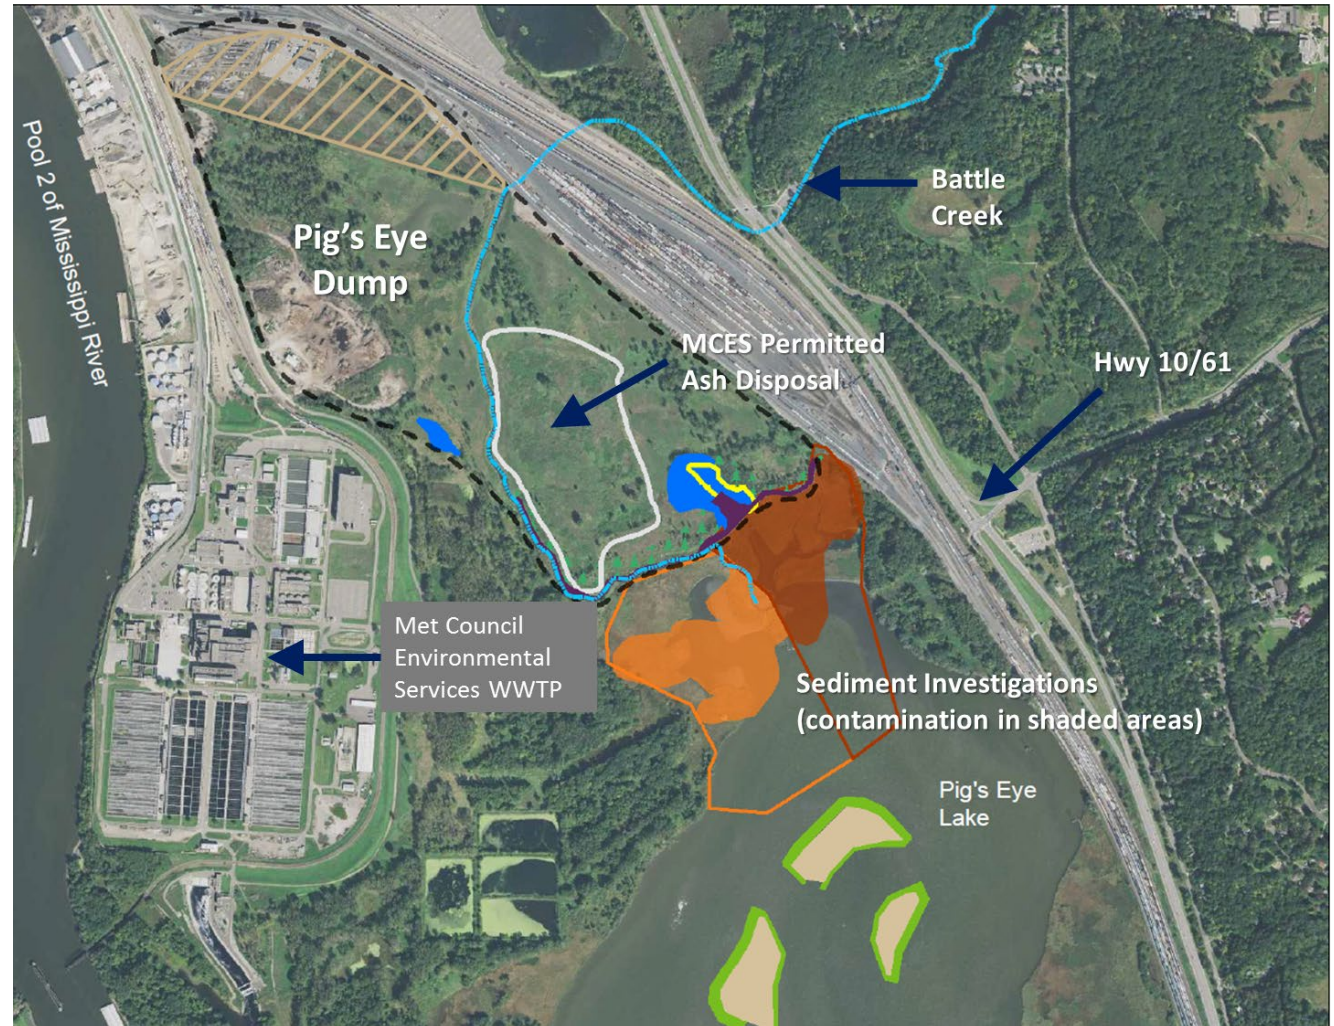 Pool 2 of Mississippi River
Battle
Creek
Pig's Eye
Dump
MCES Permitted
Ash Disposal
Hwy 10/61
Met Council
Environmental
Services WWTP
Sediment Investigations
(contamination in shaded areas)
Pig's Eye
Lake